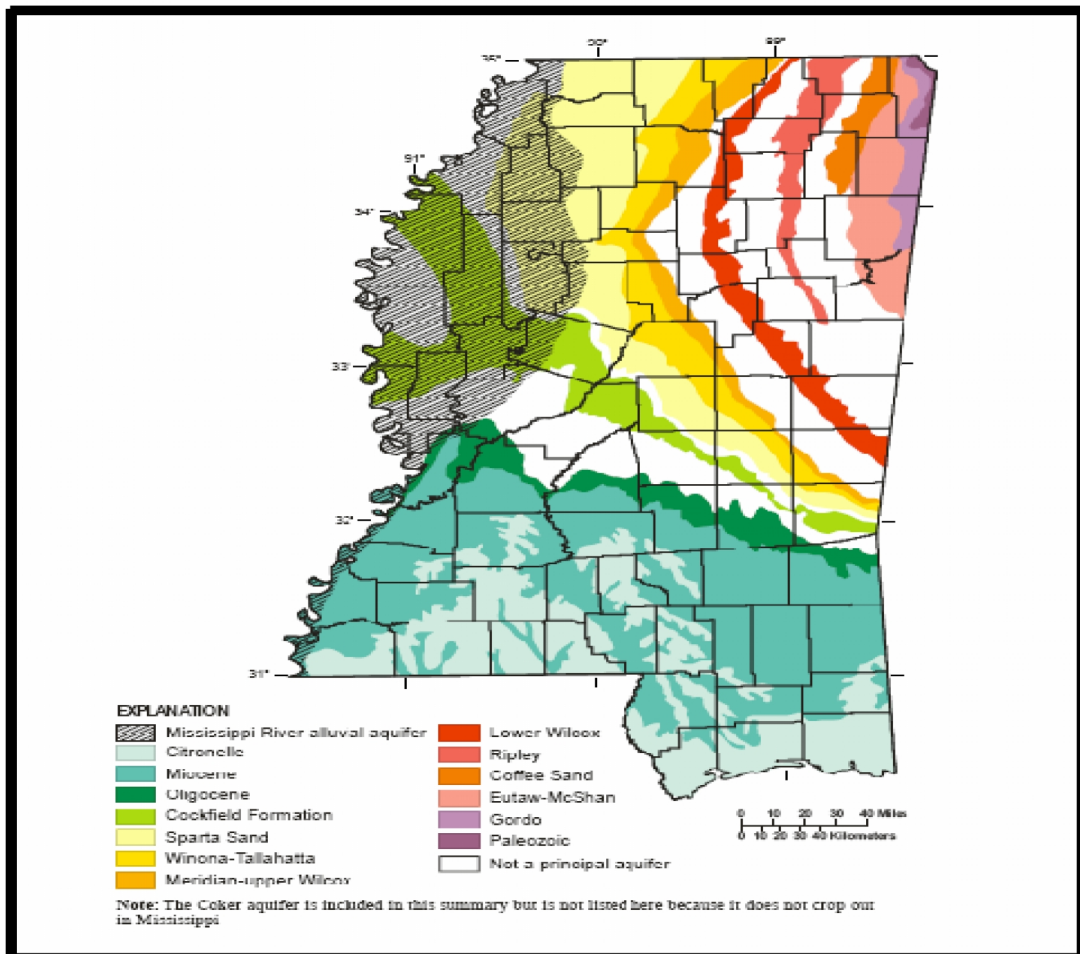 90°
89°
35°
91°
34°
33°
32°
31°
EXPLANATION
Mississippi River alluval aquifer
Citronelle
Miocene
Oligocene
Cockfield Formation
Sparta Sand
Winona-Tallahatta
Meridian-upper Wilcox
Lower Wilcox
Ripley
Coffee Sand
Eutaw-McShan
Gordo
Paleozoic
Not a principal aquifer
0 10 20 30 40 Miles
0 10 20 30 40 Kilometers
Note: The Coker aquifer is included in this summary but is not listed here because it does not crop out
in Mississippi